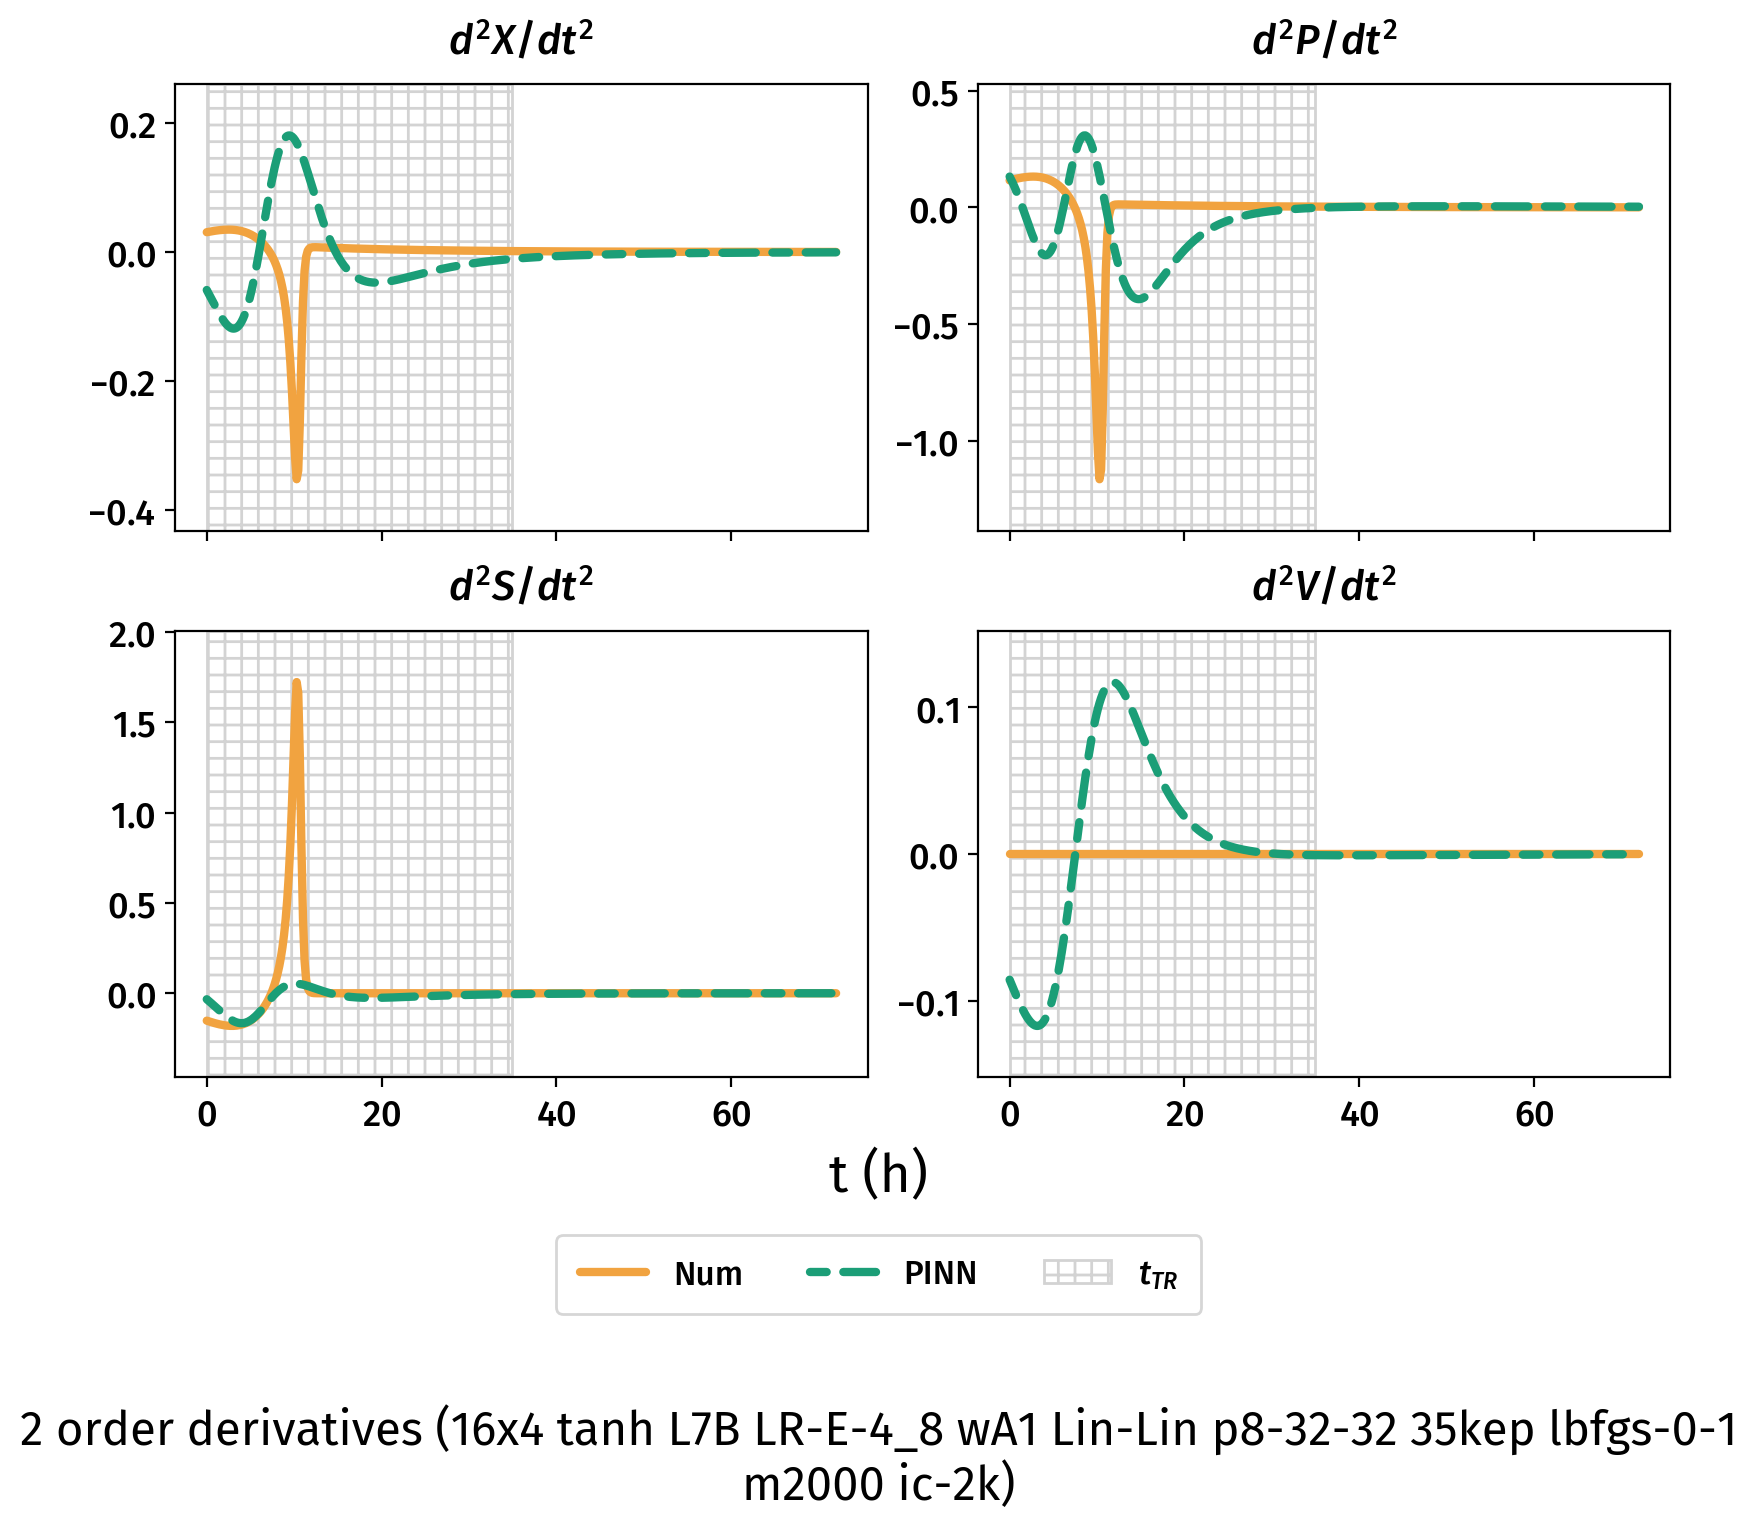 d²X/dt²
d²P/dt²
0.2
0.0
−0.2
−0.4
0.5
0.0
−0.5
−1.0
d²S/dt²
d²V/dt²
2.0
1.5
1.0
0.5
0.0
0.1
0.0
−0.1
0 20 40 60
0 20 40 60
t (h)
Num PINN t_TR
2 order derivatives (16x4 tanh L7B LR-E-4_8 wA1 Lin-Lin p8-32-32 35kep lbfgs-0-1
m2000 ic-2k)